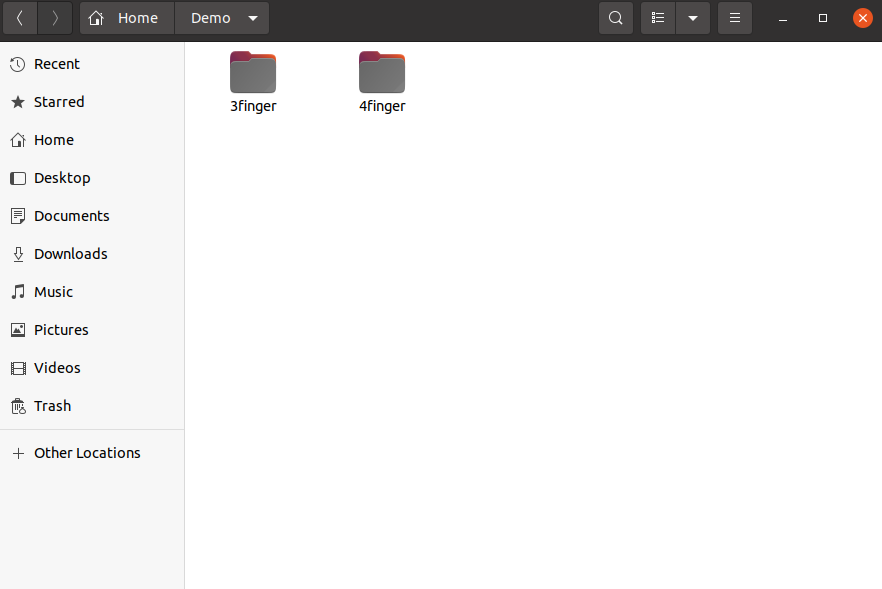 Home Demo
Recent
Starred
Home
Desktop
Documents
Downloads
Music
Pictures
Videos
Trash
Other Locations
3finger 4finger